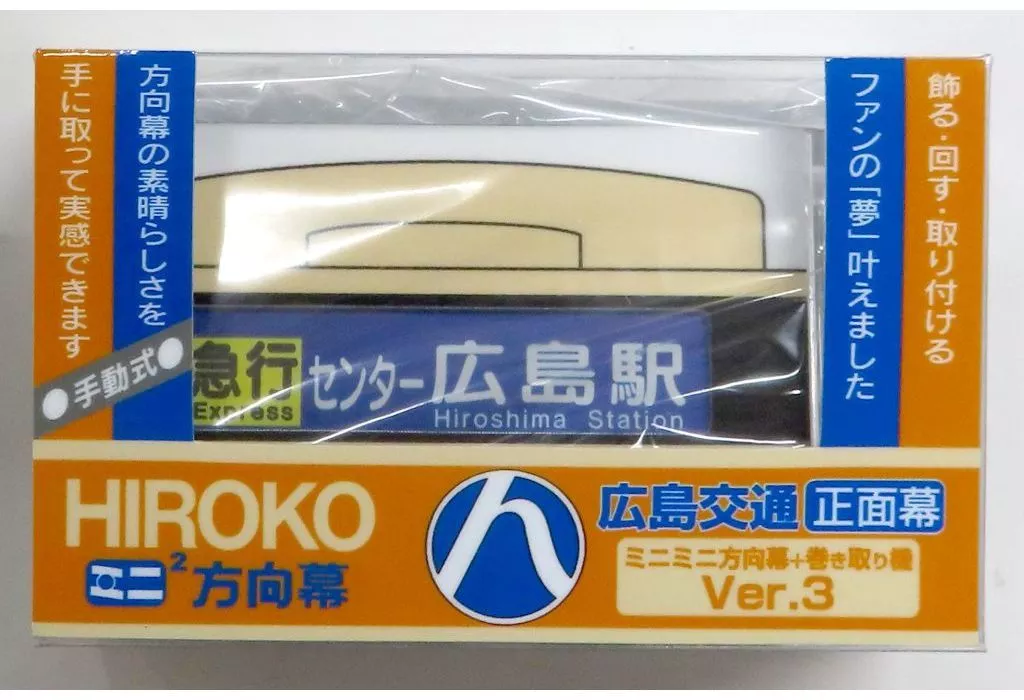 飾る・回す・取り付ける
ファンの「夢」叶えました
方向幕の素晴らしさを
手に取って実感できます
●手動式●
急行 センター 広島駅
Express Hiroshima Station
HIROKO
ミニ²方向幕
広島交通 正面幕
ミニミニ方向幕+巻き取り機
Ver.3